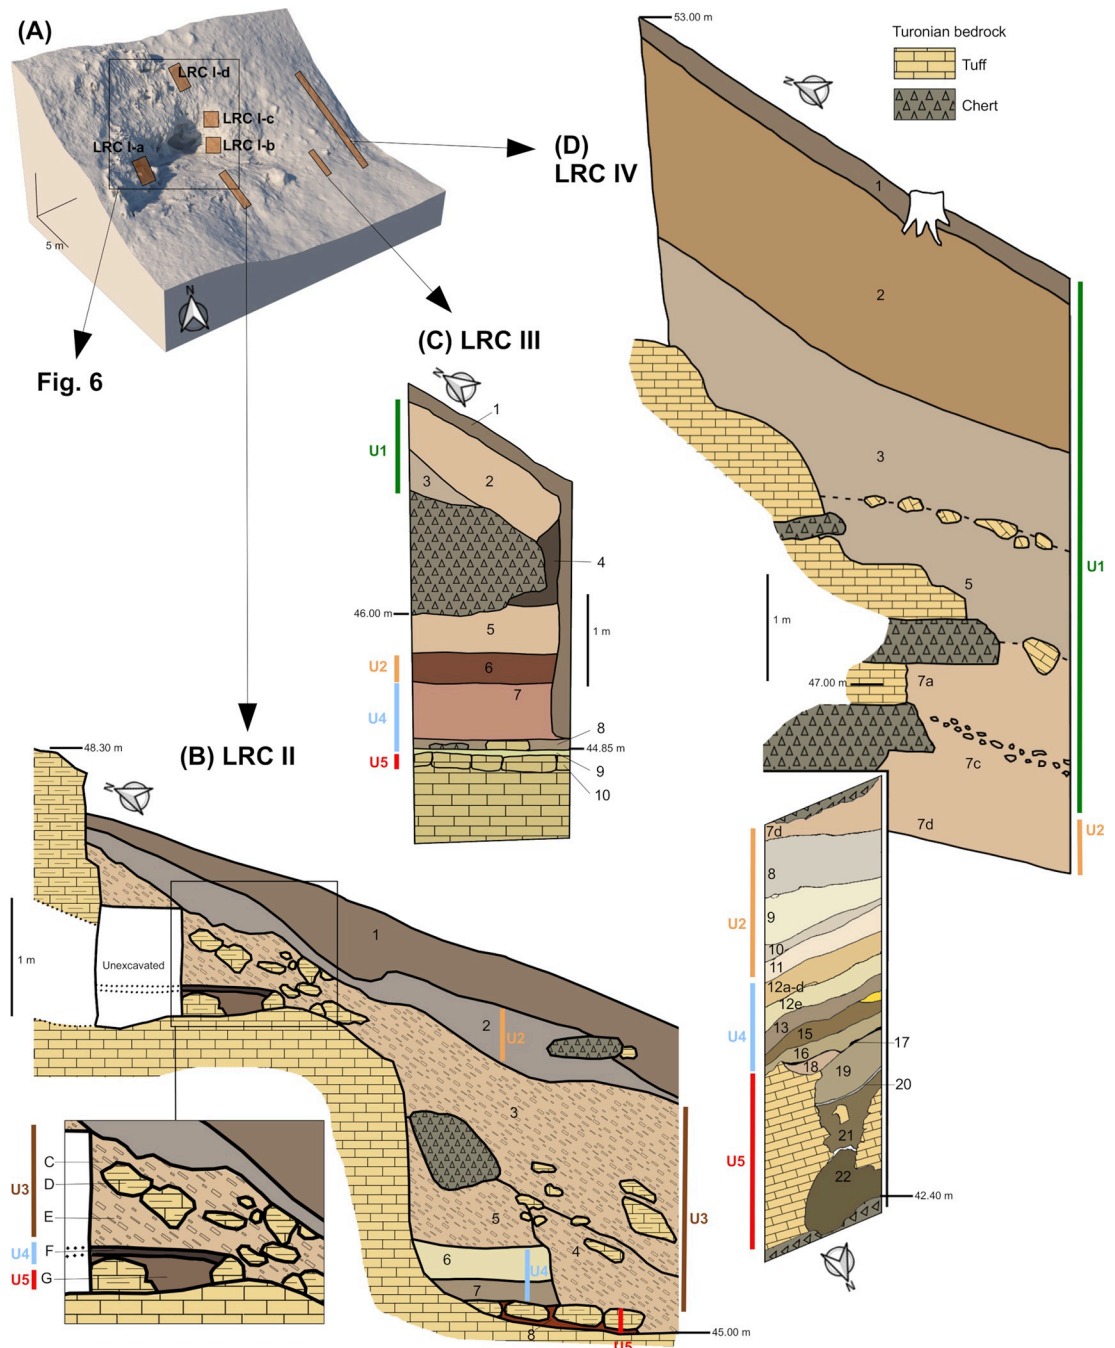 (A)
LRC I-d
LRC I-c
LRC I-b
LRC I-a
5 m
N
Fig. 6
(D)
LRC IV
53.00 m
N
Turonian bedrock
Tuff
Chert
1
2
3
5
7a
47.00 m
7c
7d
1 m
U1
U2
7d
8
9
10
11
12a-d
12e
13
15
16
17
18
19
20
21
22
U2
U4
U5
42.40 m
N
(C) LRC III
N
1
2
3
4
5
6
7
8
9
10
U1
U2
U4
U5
46.00 m
44.85 m
1 m
(B) LRC II
48.30 m
N
1 m
Unexcavated
1
2
U2
3
4
5
6
7
8
U4
U3
U5
45.00 m
C
D
E
F
G
U3
U4
U5